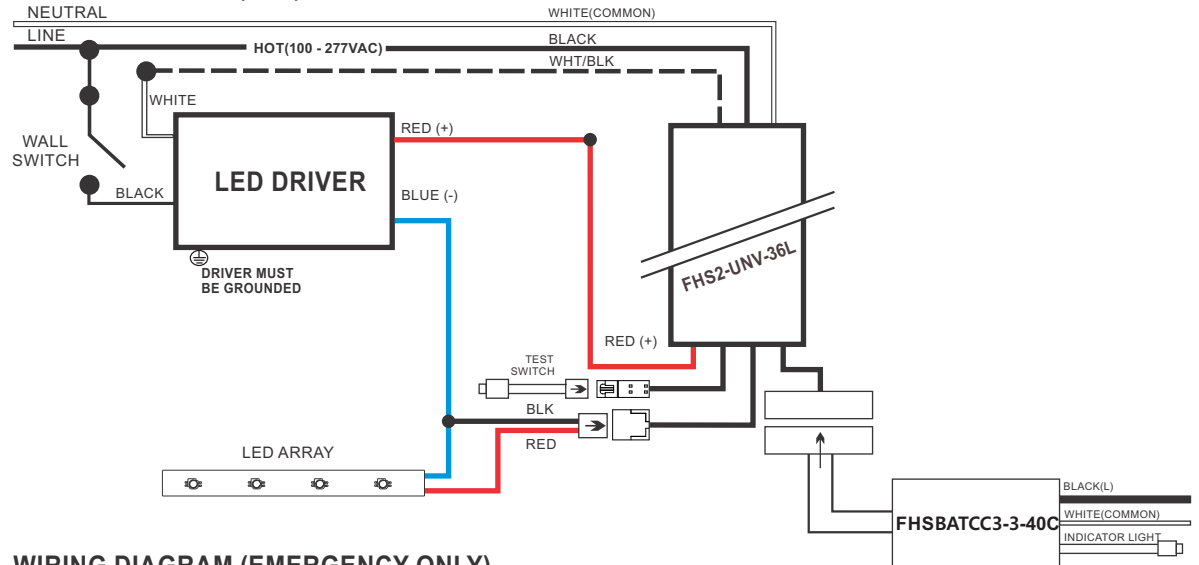 NEUTRAL
WHITE(COMMON)
LINE
HOT(100 - 277VAC)
BLACK
WHT/BLK
WHITE
WALL
SWITCH
BLACK
LED DRIVER
RED (+)
BLUE (-)
DRIVER MUST
BE GROUNDED
FHS2-UNV-36L
RED (+)
TEST
SWITCH
BLK
RED
LED ARRAY
FHSBATCC3-3-40C
BLACK(L)
WHITE(COMMON)
INDICATOR LIGHT
WIRING DIAGRAM (EMERGENCY ONLY)